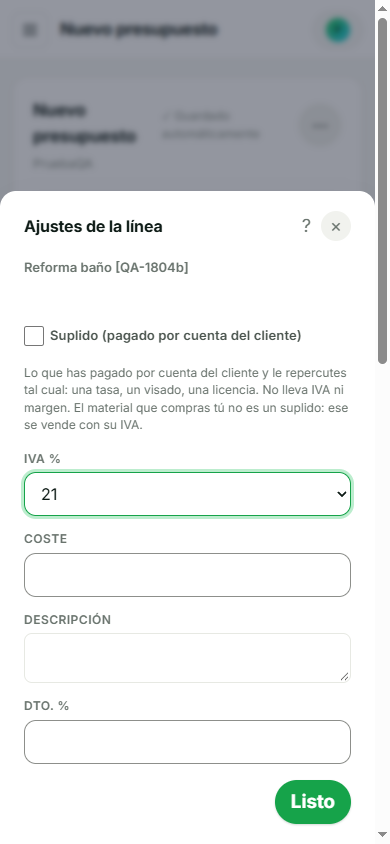 Nuevo presupuesto
Nuevo
presupuesto
Ajustes de la línea
?
×
Reforma baño [QA-1804b]
Suplido (pagado por cuenta del cliente)
Lo que has pagado por cuenta del cliente y le repercutes
tal cual: una tasa, un visado, una licencia. No lleva IVA ni
margen. El material que compras tú no es un suplido: ese
se vende con su IVA.
IVA %
21
COSTE
DESCRIPCIÓN
DTO. %
Listo